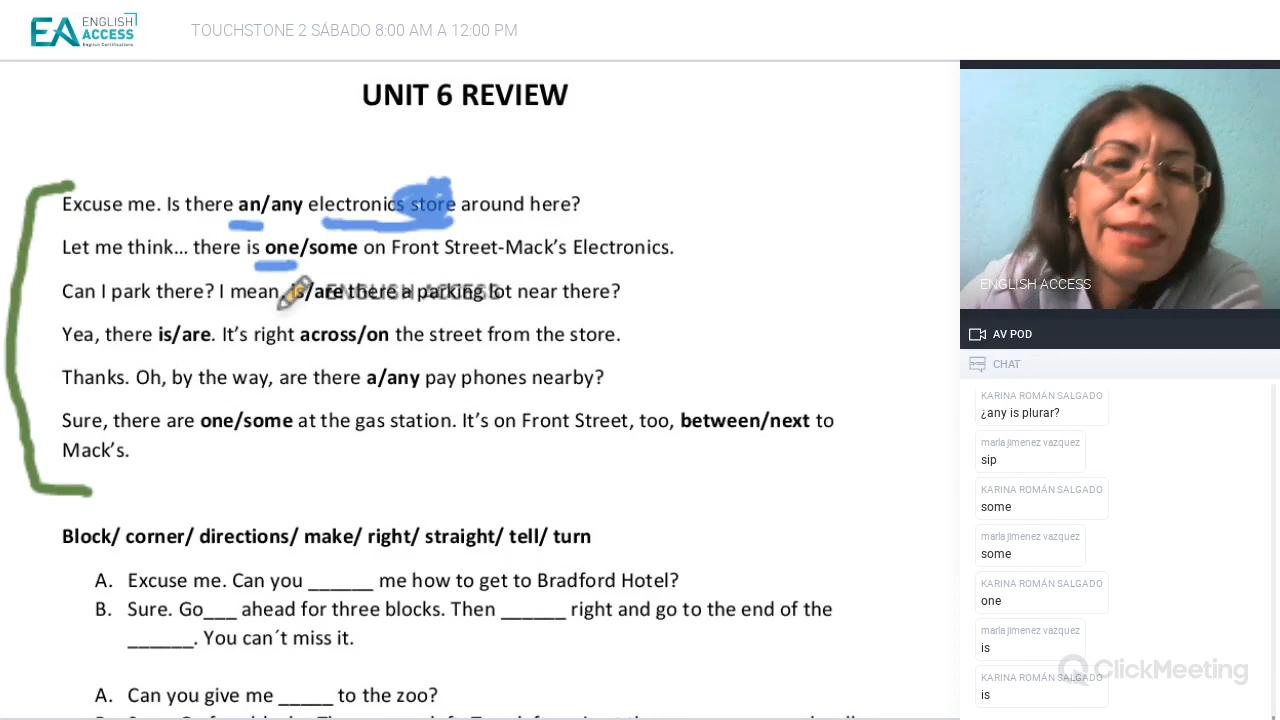 EA ENGLISH ACCESS
English Certifications
TOUCHSTONE 2 SÁBADO 8:00 AM A 12:00 PM
UNIT 6 REVIEW
Excuse me. Is there an/any electronics store around here?
Let me think... there is one/some on Front Street-Mack's Electronics.
Can I park there? I mean, is/are there a parking lot near there?
ENGLISH ACCESS
Yea, there is/are. It's right across/on the street from the store.
Thanks. Oh, by the way, are there a/any pay phones nearby?
Sure, there are one/some at the gas station. It's on Front Street, too, between/next to
Mack's.
Block/ corner/ directions/ make/ right/ straight/ tell/ turn
A. Excuse me. Can you ______ me how to get to Bradford Hotel?
B. Sure. Go___ ahead for three blocks. Then ______ right and go to the end of the
______. You can´t miss it.
A. Can you give me _____ to the zoo?
ENGLISH ACCESS
AV POD
CHAT
KARINA ROMÁN SALGADO
¿any is plurar?
marla jimenez vazquez
sip
KARINA ROMÁN SALGADO
some
marla jimenez vazquez
some
KARINA ROMÁN SALGADO
one
marla jimenez vazquez
is
KARINA ROMÁN SALGADO
is
ClickMeeting